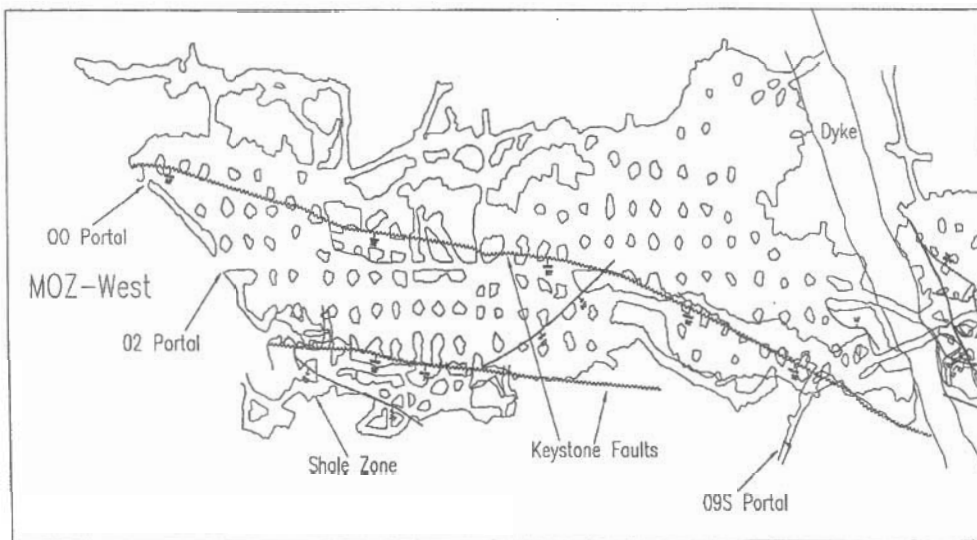 Dyke
00 Portal
MOZ-West
02 Portal
Shale Zone
Keystone Faults
09S Portal